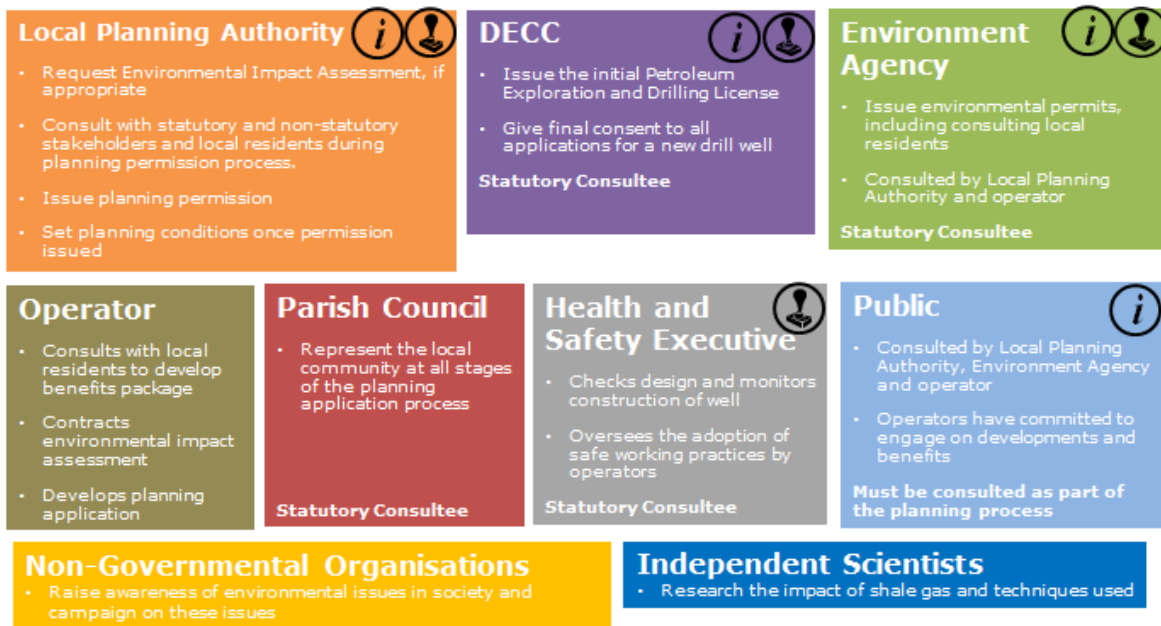 Local Planning Authority
i
• Request Environmental Impact Assessment, if
appropriate
• Consult with statutory and non-statutory
stakeholders and local residents during
planning permission process.
• Issue planning permission
• Set planning conditions once permission
issued
DECC
i
• Issue the initial Petroleum
Exploration and Drilling License
• Give final consent to all
applications for a new drill well
Statutory Consultee
Environment
Agency
i
• Issue environmental permits,
including consulting local
residents
• Consulted by Local Planning
Authority and operator
Statutory Consultee
Operator
• Consults with local
residents to develop
benefits package
• Contracts
environmental impact
assessment
• Develops planning
application
Parish Council
• Represent the local
community at all stages
of the planning
application process
Statutory Consultee
Health and
Safety Executive
• Checks design and monitors
construction of well
• Oversees the adoption of
safe working practices by
operators
Statutory Consultee
Public
i
• Consulted by Local Planning
Authority, Environment Agency
and operator
• Operators have committed to
engage on developments and
benefits
Must be consulted as part of
the planning process
Non-Governmental Organisations
• Raise awareness of environmental issues in society and
campaign on these issues
Independent Scientists
• Research the impact of shale gas and techniques used